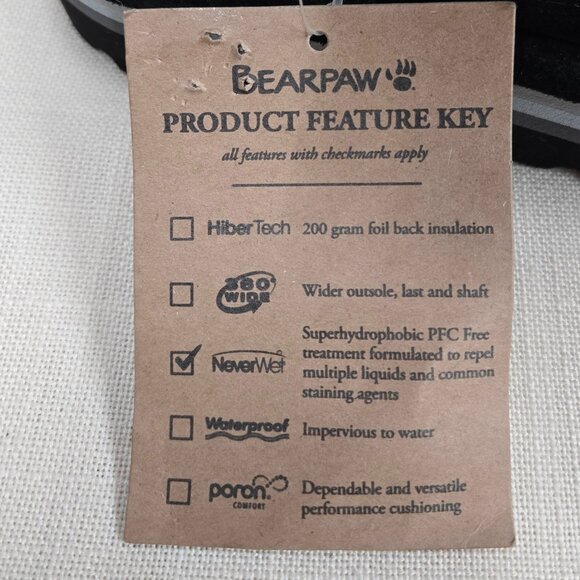 BEARPAW
PRODUCT FEATURE KEY
all features with checkmarks apply
HiberTech 200 gram foil back insulation
360°
WIDE
Wider outsole, last and shaft
NeverWet
Superhydrophobic PFC Free
treatment formulated to repel
multiple liquids and common
staining agents
Waterproof Impervious to water
poron
COMFORT
Dependable and versatile
performance cushioning